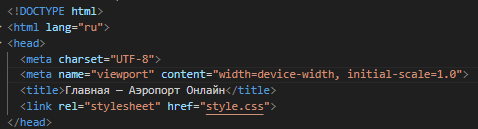 <!DOCTYPE html>
<html lang="ru">
<head>
<meta charset="UTF-8">
<meta name="viewport" content="width=device-width, initial-scale=1.0">
<title>Главная — Аэропорт Онлайн</title>
<link rel="stylesheet" href="style.css">
</head>